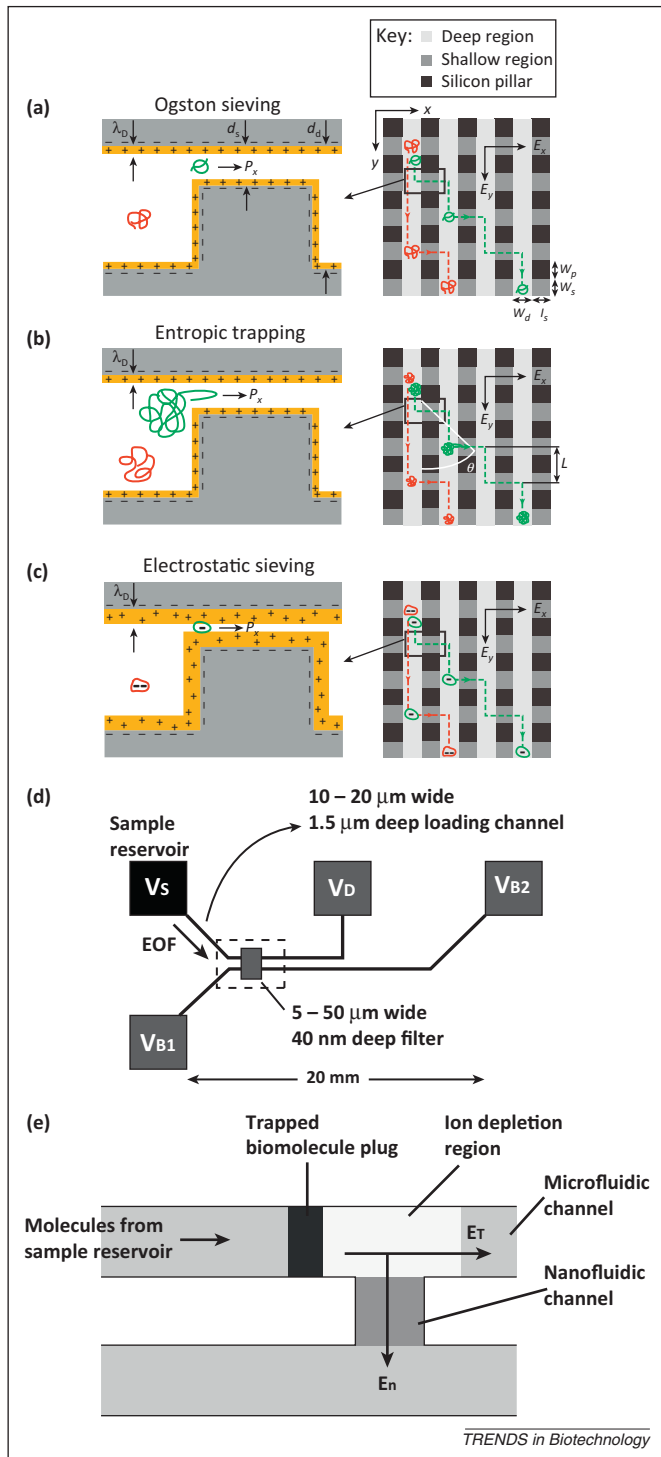 Key:
Deep region
Shallow region
Silicon pillar
(a)
Ogston sieving
λD
ds
dd
Px
+ + + + + + + + + + + + + + + +
x
y
Ex
Ey
Wp
Ws
Wd
ls
(b)
Entropic trapping
λD
Px
Ex
Ey
L
θ
(c)
Electrostatic sieving
λD
Px
Ex
Ey
(d)
10 – 20 μm wide
1.5 μm deep loading channel
Sample
reservoir
VS
VD
VB2
EOF
5 – 50 μm wide
40 nm deep filter
VB1
20 mm
(e)
Trapped
biomolecule plug
Ion depletion
region
Microfluidic
channel
Molecules from
sample reservoir
ET
Nanofluidic
channel
En
TRENDS in Biotechnology